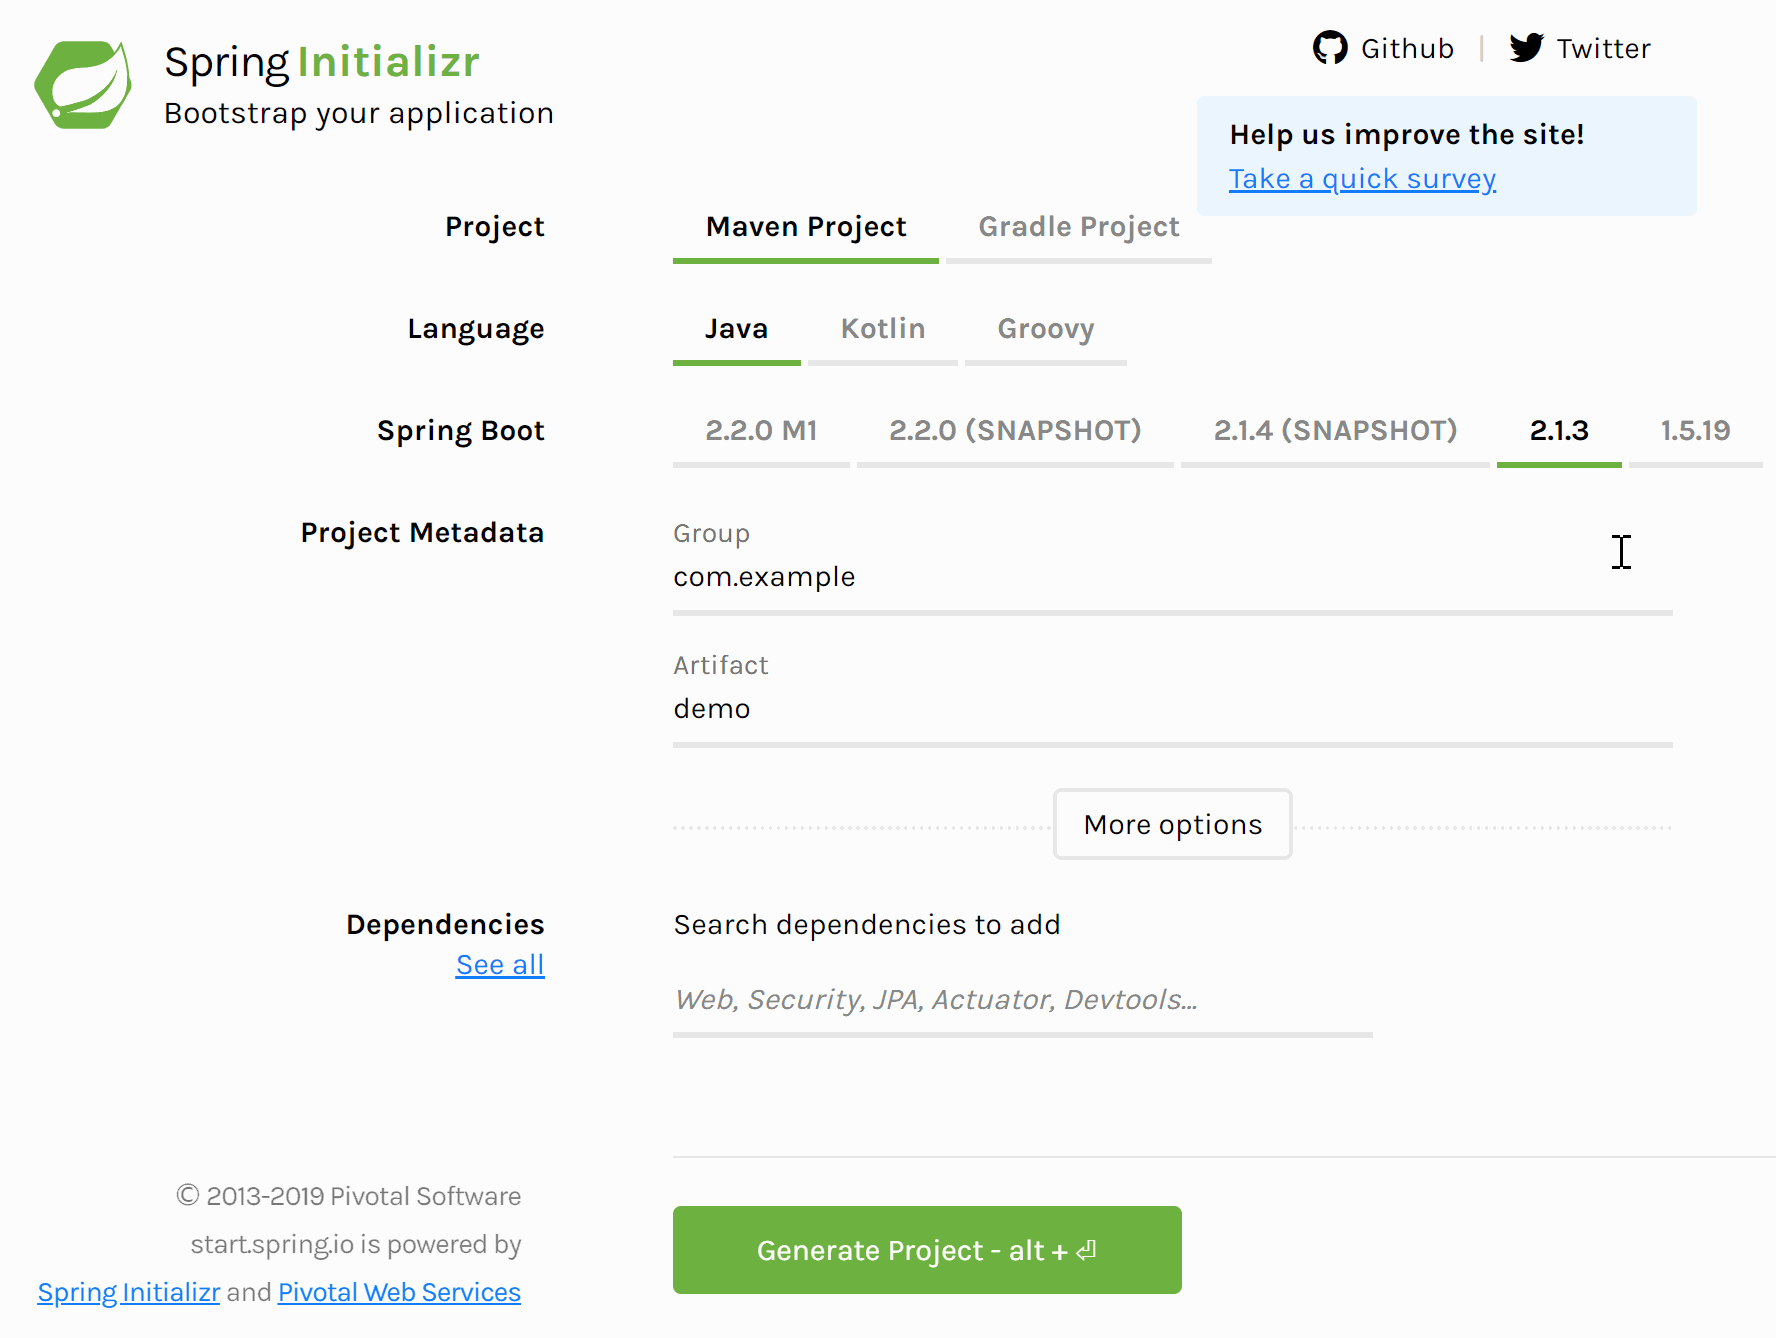 Spring Initializr
Bootstrap your application
Github | Twitter
Help us improve the site!
Take a quick survey
Project
Maven Project Gradle Project
Language
Java Kotlin Groovy
Spring Boot
2.2.0 M1 2.2.0 (SNAPSHOT) 2.1.4 (SNAPSHOT) 2.1.3 1.5.19
Project Metadata
Group
com.example
Artifact
demo
More options
Dependencies
See all
Search dependencies to add
Web, Security, JPA, Actuator, Devtools...
© 2013-2019 Pivotal Software
start.spring.io is powered by
Spring Initializr and Pivotal Web Services
Generate Project - alt + ⏎